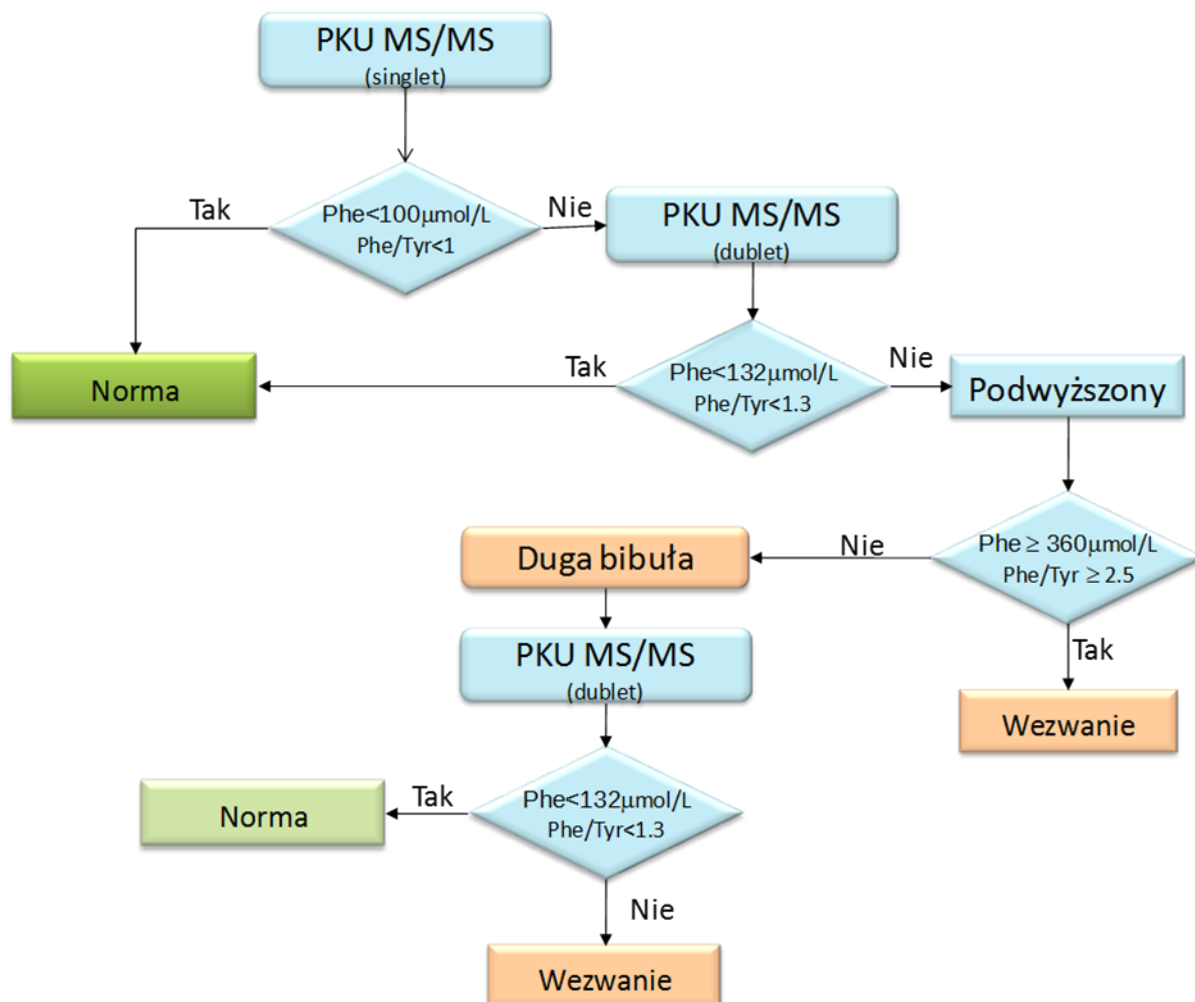 PKU MS/MS
(singlet)
Tak
Phe<100μmol/L
Phe/Tyr<1
Nie
PKU MS/MS
(dublet)
Norma
Tak
Phe<132μmol/L
Phe/Tyr<1.3
Nie
Podwyższony
Duga bibuła
Nie
Phe ≥ 360μmol/L
Phe/Tyr ≥ 2.5
Tak
Wezwanie
PKU MS/MS
(dublet)
Norma
Tak
Phe<132μmol/L
Phe/Tyr<1.3
Nie
Wezwanie